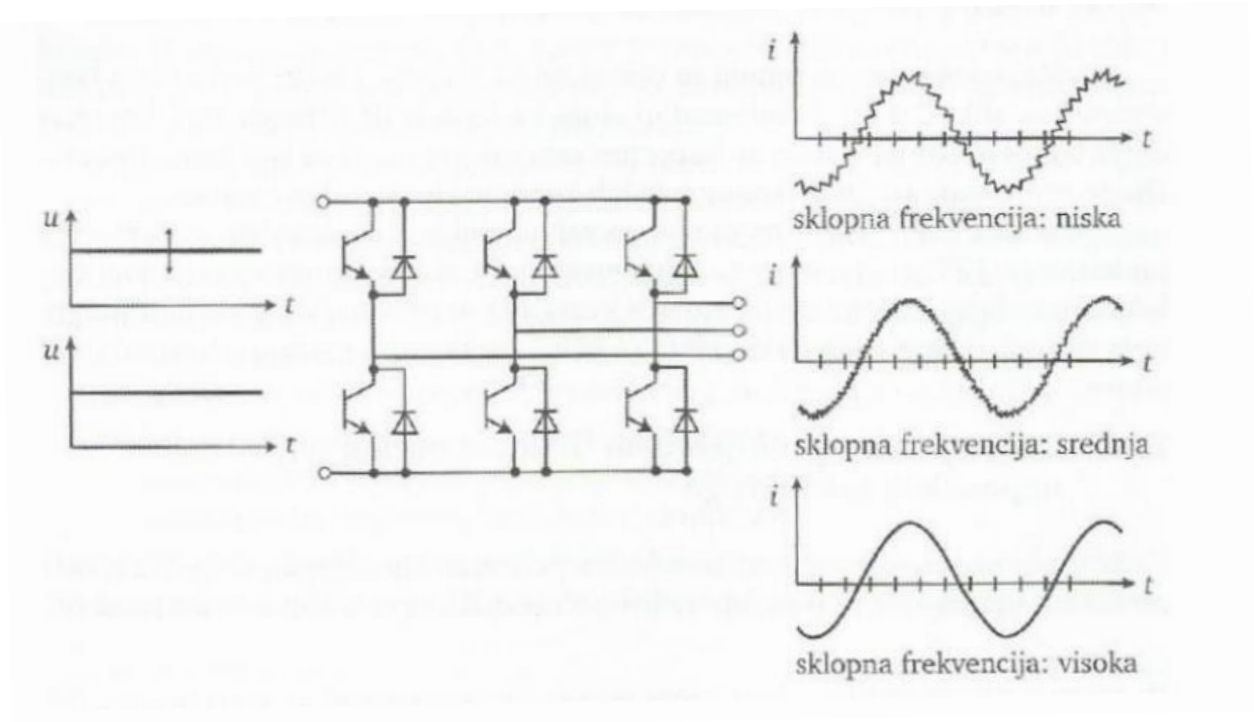 u
t
u
t
i
t
sklopna frekvencija: niska
i
t
sklopna frekvencija: srednja
i
t
sklopna frekvencija: visoka